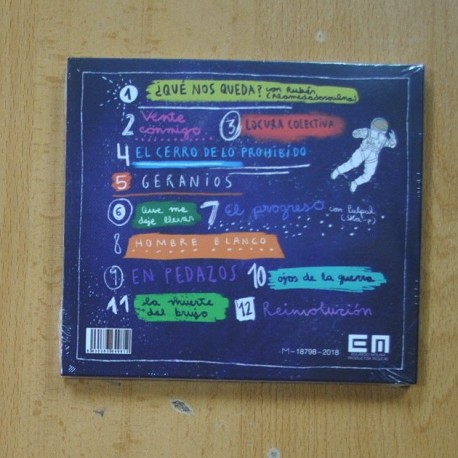 1 ¿QUÉ NOS QUEDA? con Rubén
2 Vente conmigo
3 LOCURA COLECTIVA
4 EL CERRO DE LO PROHIBIDO
5 GERANIOS
6 Que me deje llevar
7 El progreso con
8 HOMBRE BLANCO
9 EN PEDAZOS
10 ojos de la guerra
11 la muerte del brujo
12 Reinvolución
M-18798-2018